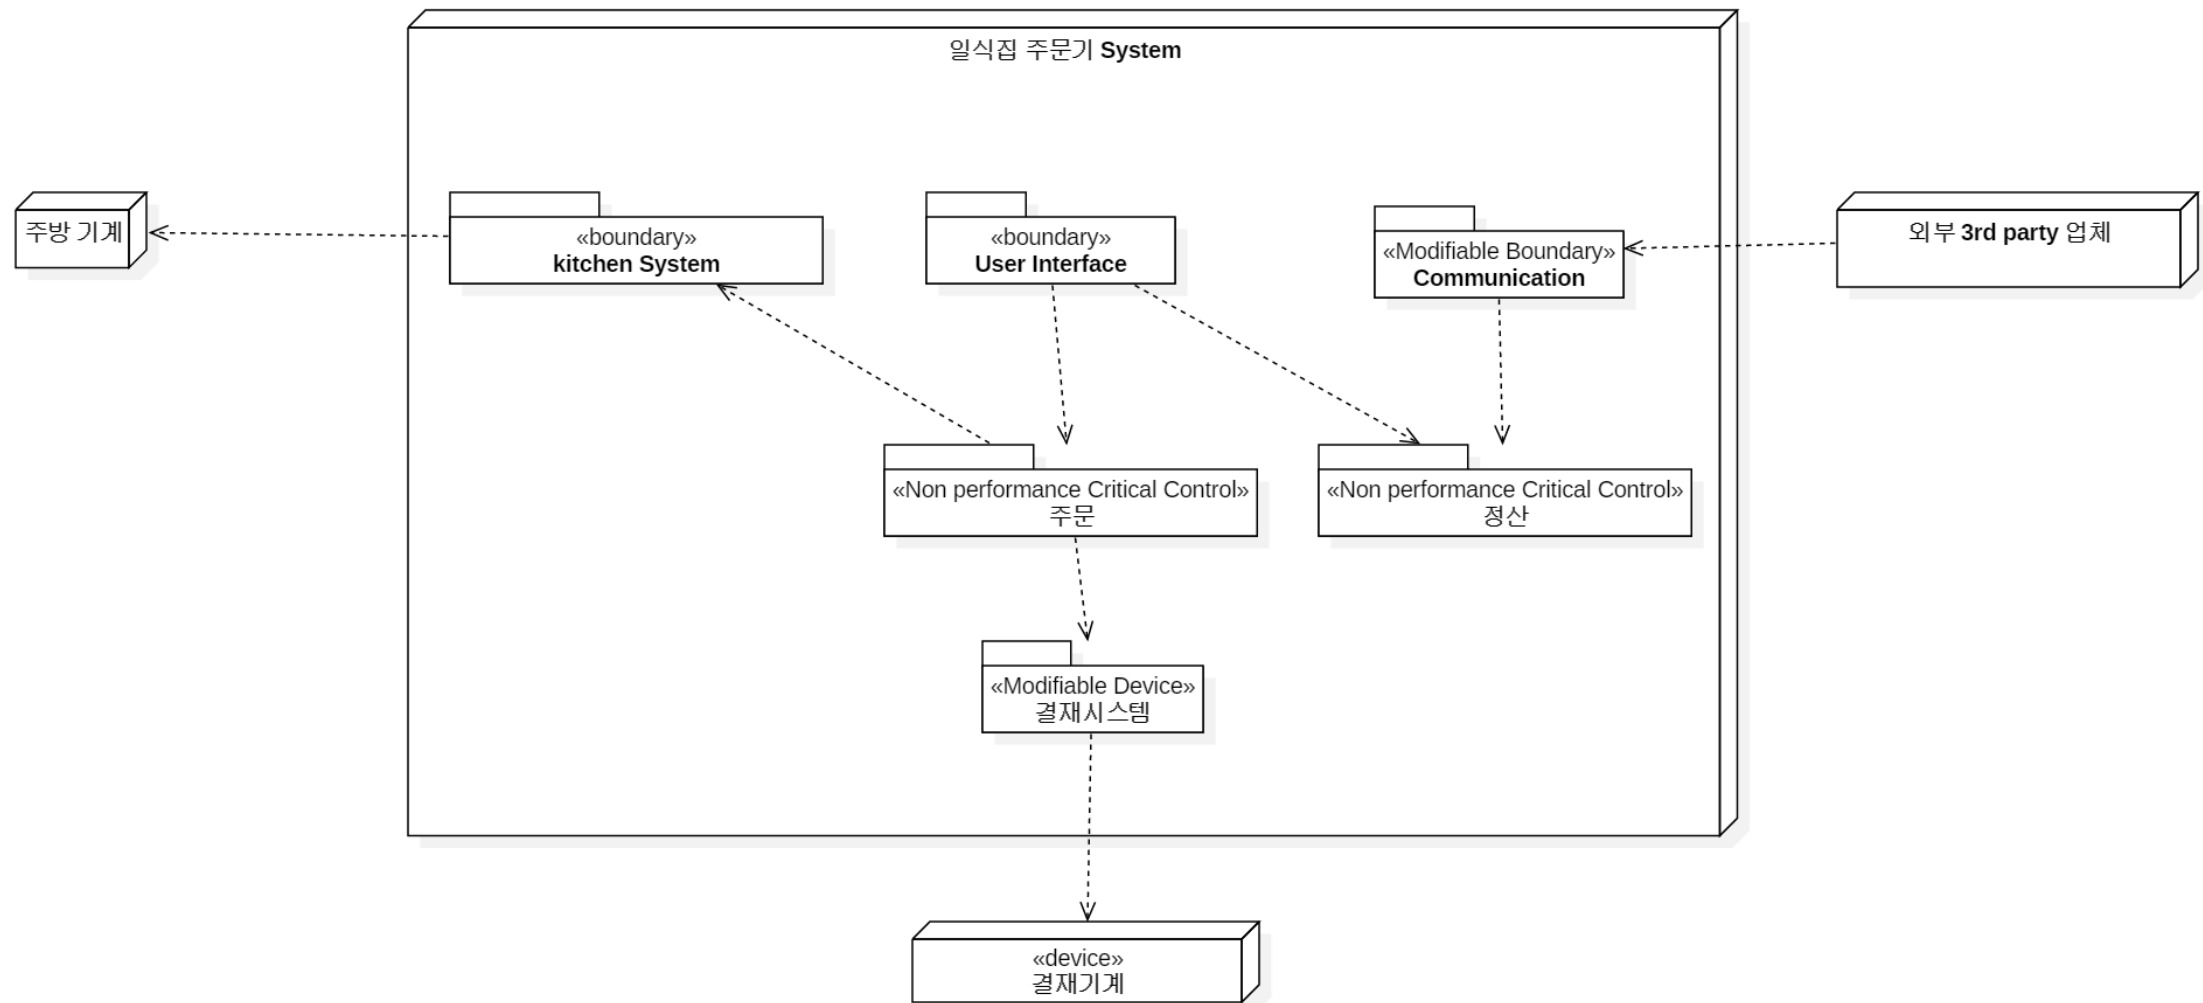 일식집 주문기 System
주방 기계
«boundary»
kitchen System
«boundary»
User Interface
«Modifiable Boundary»
Communication
외부 3rd party 업체
«Non performance Critical Control»
주문
«Non performance Critical Control»
정산
«Modifiable Device»
결재시스템
«device»
결재기계